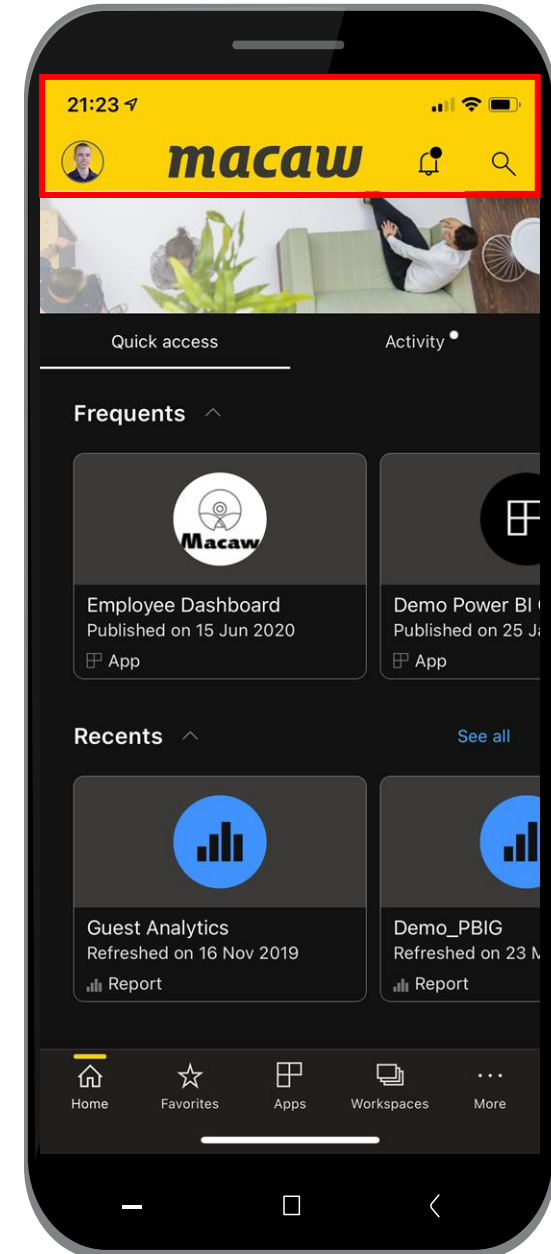 21:23
macaw
Quick access
Activity
Frequents
Macaw
Employee Dashboard
Published on 15 Jun 2020
App
Demo Power BI
Published on 25
App
Recents
See all
Guest Analytics
Refreshed on 16 Nov 2019
Report
Demo_PBIG
Refreshed on 23
Report
Home
Favorites
Apps
Workspaces
More